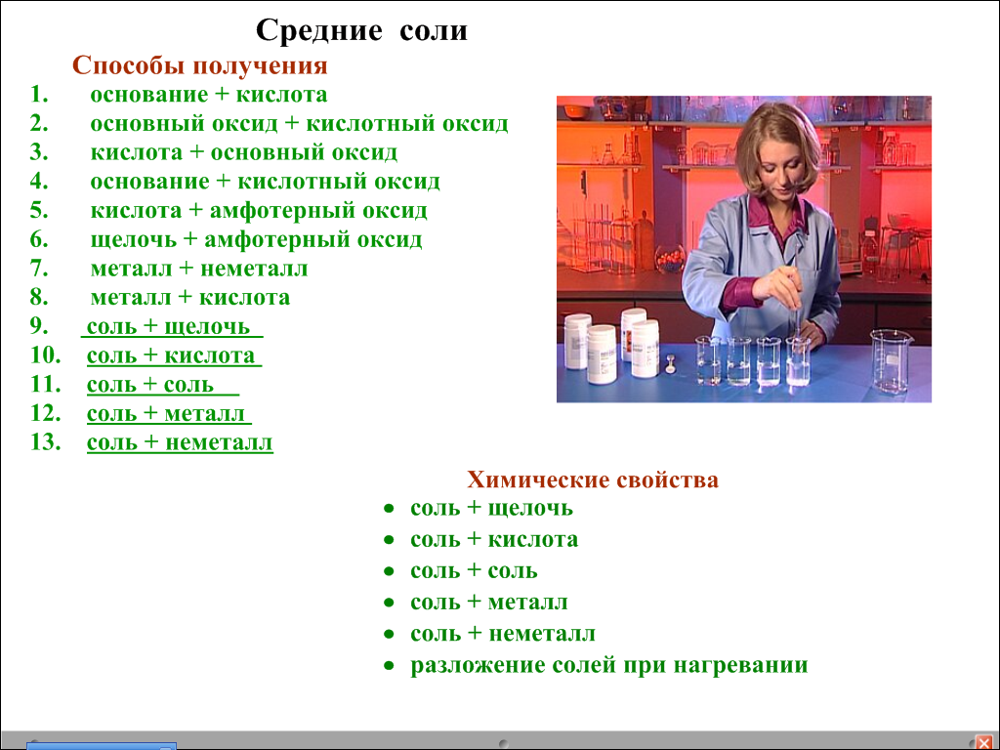 Средние соли
Способы получения
1. основание + кислота
2. основный оксид + кислотный оксид
3. кислота + основный оксид
4. основание + кислотный оксид
5. кислота + амфотерный оксид
6. щелочь + амфотерный оксид
7. металл + неметалл
8. металл + кислота
9. соль + щелочь
10. соль + кислота
11. соль + соль
12. соль + металл
13. соль + неметалл
Химические свойства
• соль + щелочь
• соль + кислота
• соль + соль
• соль + металл
• соль + неметалл
• разложение солей при нагревании